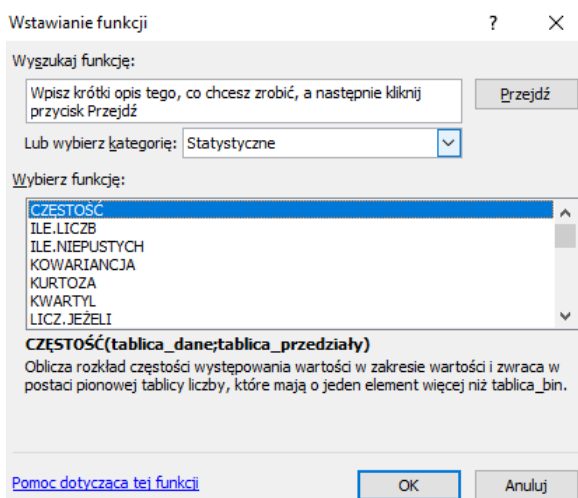 Wstawianie funkcji ? ×
Wyszukaj funkcję:
Wpisz krótki opis tego, co chcesz zrobić, a następnie kliknij
przycisk Przejdź
Przejdź
Lub wybierz kategorię: Statystyczne
Wybierz funkcję:
CZĘSTOŚĆ
ILE.LICZB
ILE.NIEPUSTYCH
KOWARIANCJA
KURTOZA
KWARTYL
LICZ.JEŻELI
CZĘSTOŚĆ(tablica_dane;tablica_przedziały)
Oblicza rozkład częstości występowania wartości w zakresie wartości i zwraca w
postaci pionowej tablicy liczby, które mają o jeden element więcej niż tablica_bin.
Pomoc dotycząca tej funkcji
OK
Anuluj